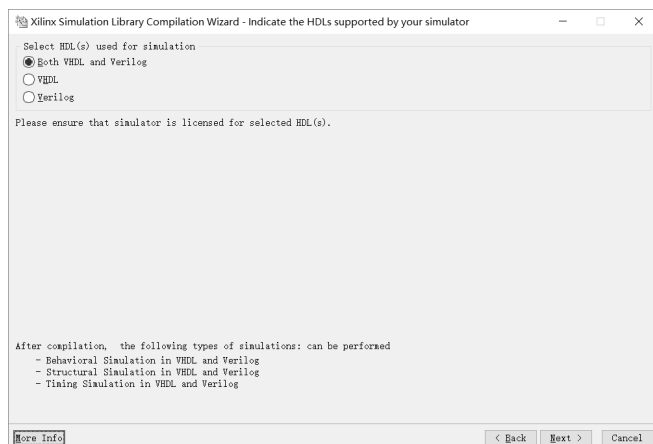 Xilinx Simulation Library Compilation Wizard - Indicate the HDLs supported by your simulator
Select HDL(s) used for simulation
Both VHDL and Verilog
VHDL
Verilog
Please ensure that simulator is licensed for selected HDL(s).
After compilation, the following types of simulations: can be performed
- Behavioral Simulation in VHDL and Verilog
- Structural Simulation in VHDL and Verilog
- Timing Simulation in VHDL and Verilog
More Info < Back Next > Cancel